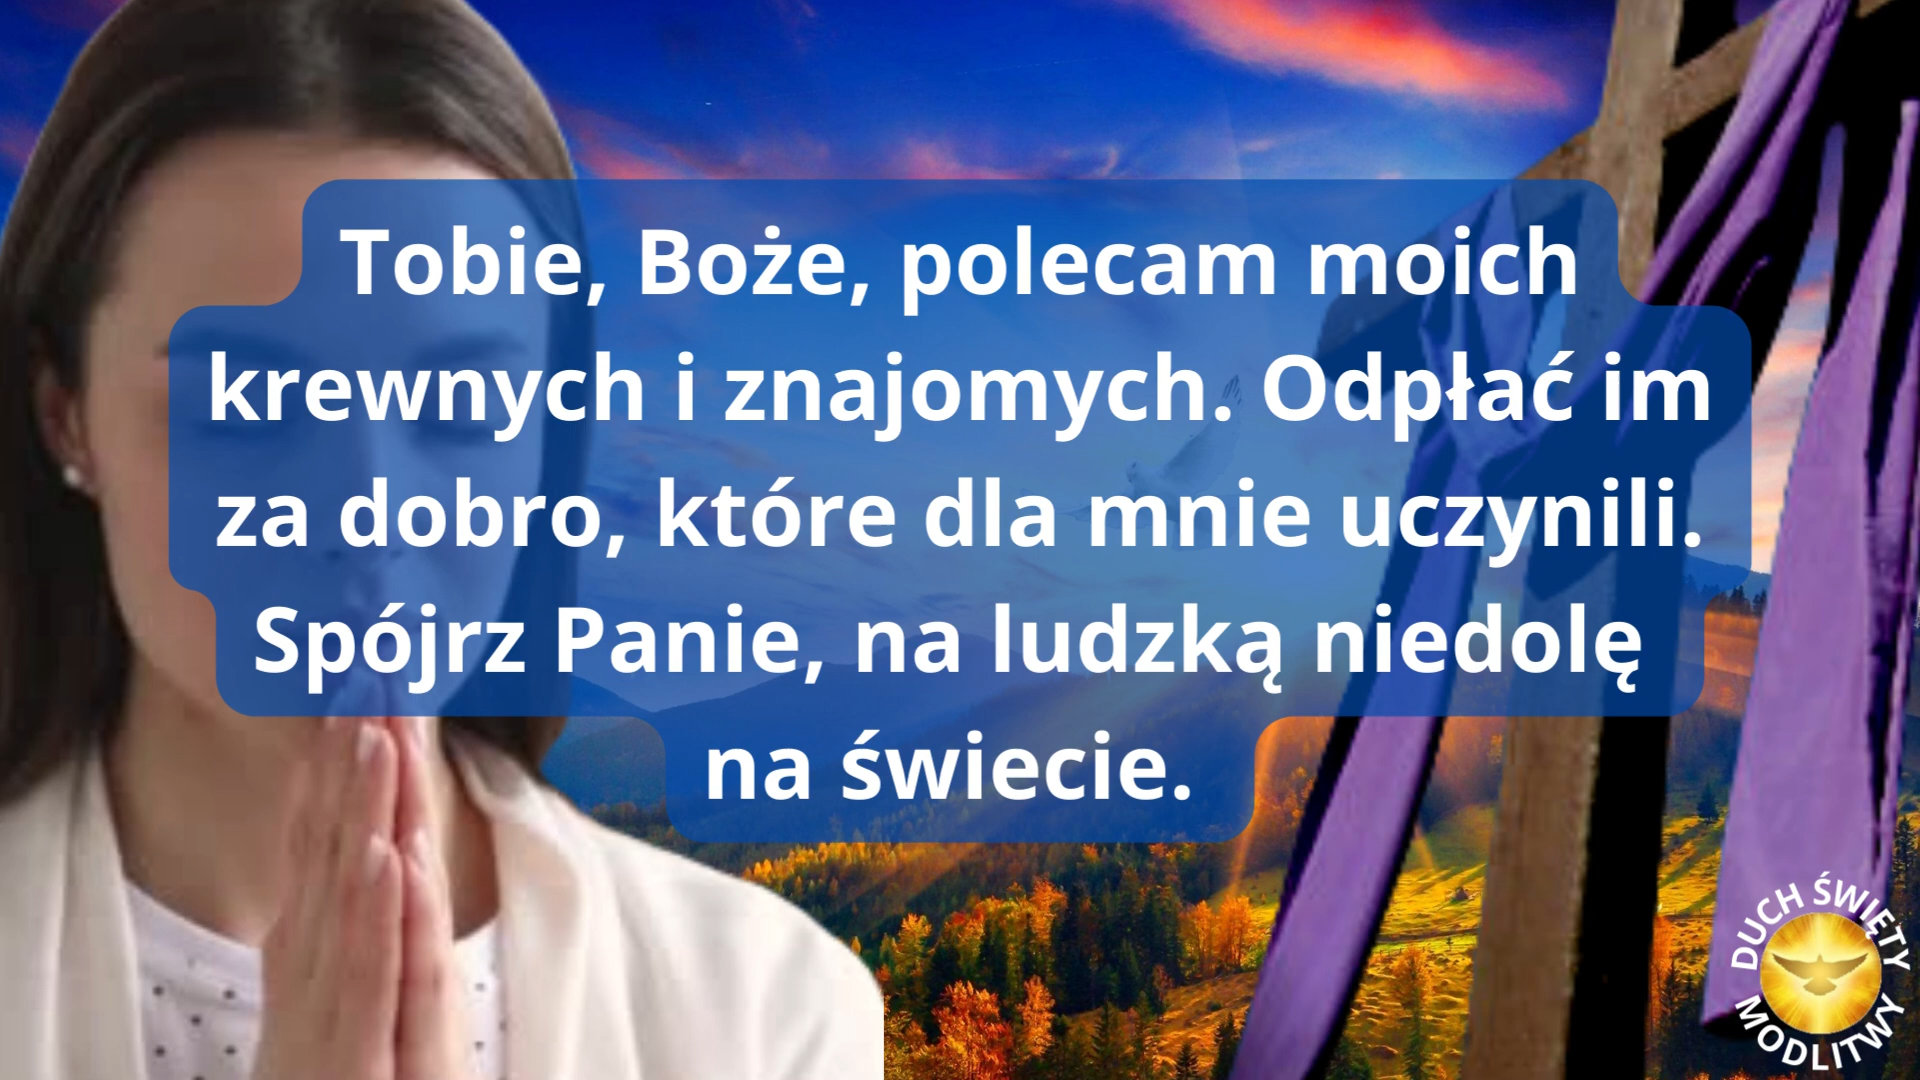 Tobie, Boże, polecam moich
krewnych i znajomych. Odpłać im
za dobro, które dla mnie uczynili.
Spójrz Panie, na ludzką niedolę
na świecie.
DUCH ŚWIĘTY
MODLITWY